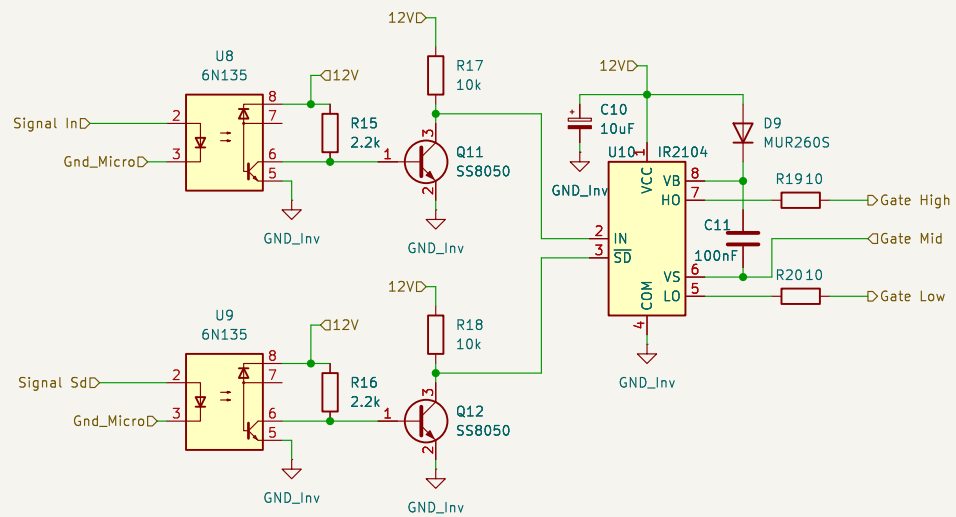 12V
U8
6N135
12V
R17
10k
12V
8
Signal In
2
7
R15
2.2k
3
C10
10uF
D9
MUR260S
Gnd_Micro
3
6
5
1
Q11
SS8050
2
U10
1
IR2104
VCC
GND_Inv
VB
8
HO
7
R19
10
Gate High
GND_Inv
GND_Inv
C11
100nF
2
IN
3
SD
Gate Mid
VS
6
LO
5
R20
10
Gate Low
COM
4
GND_Inv
12V
U9
6N135
12V
R18
10k
8
Signal Sd
2
7
R16
2.2k
3
Gnd_Micro
3
6
5
1
Q12
SS8050
2
GND_Inv
GND_Inv